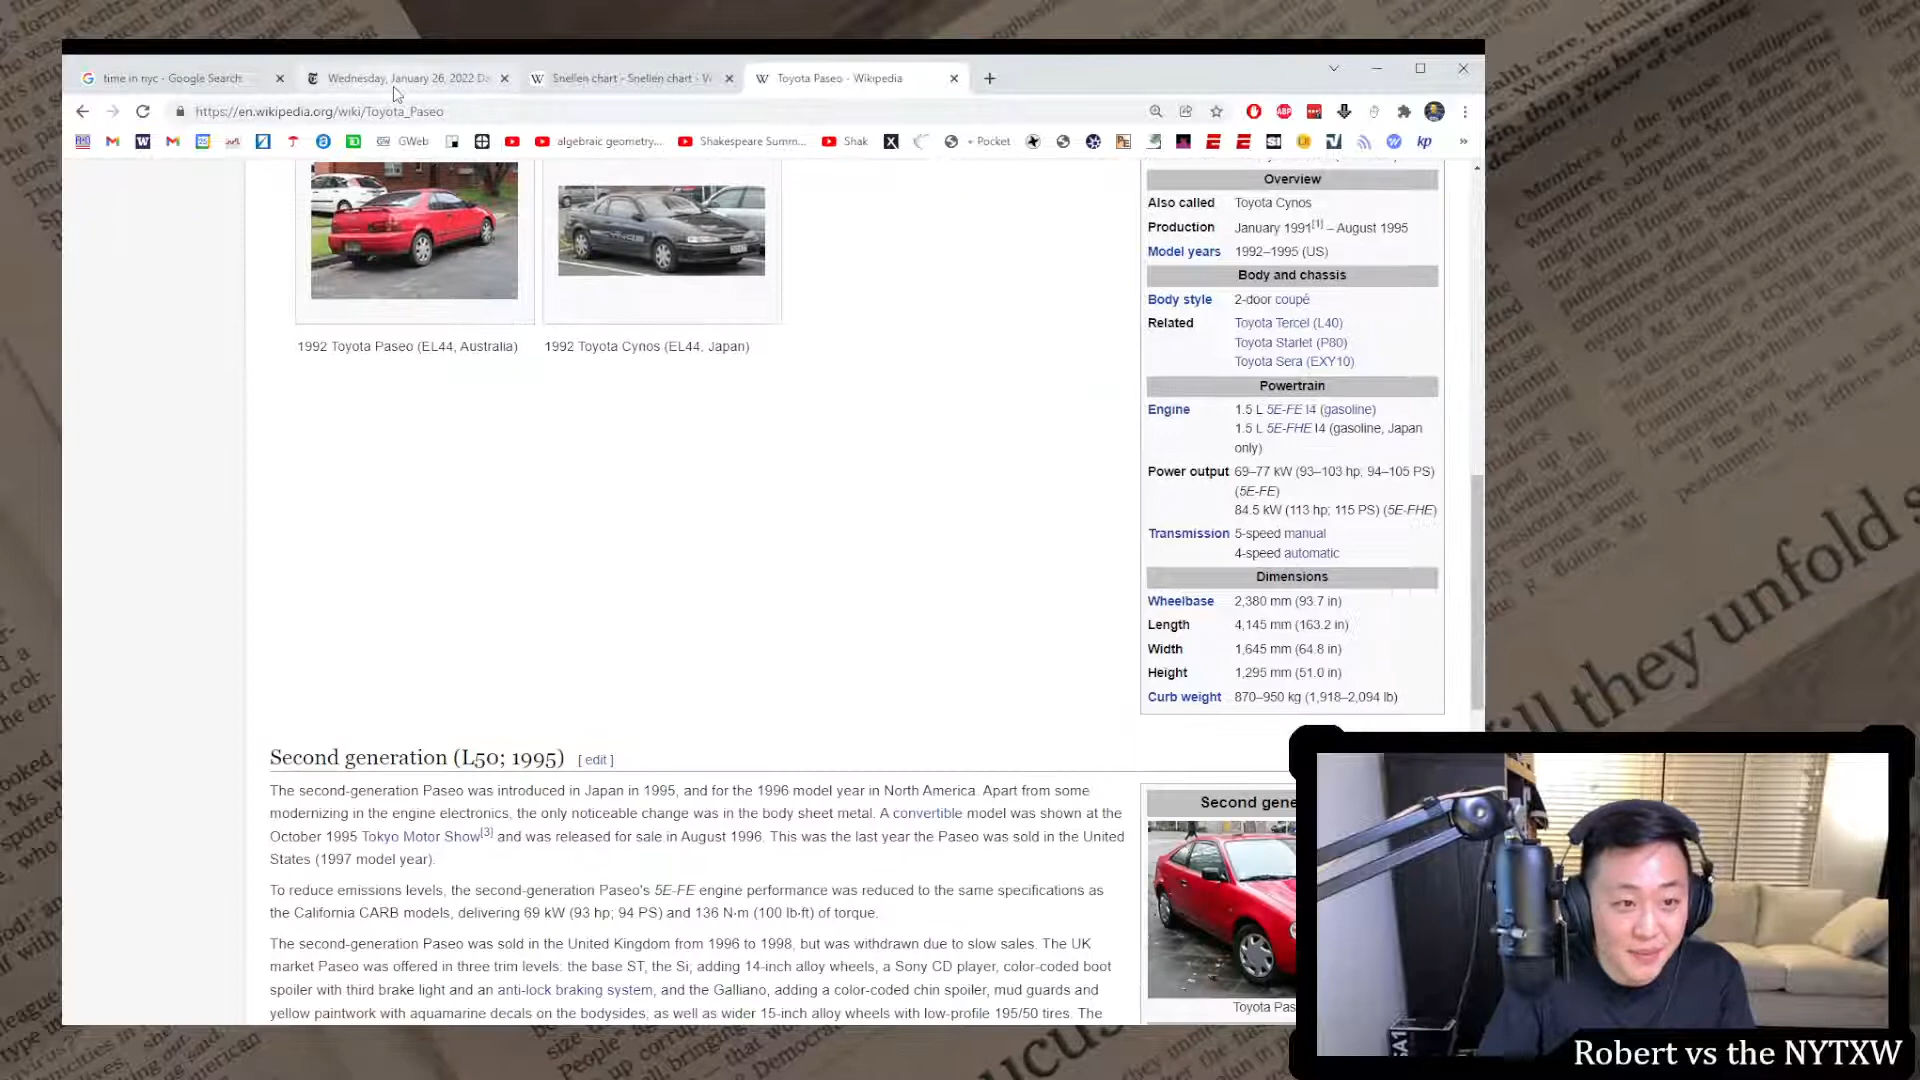 time in nyc - Google Search
Wednesday, January 26, 2022 Da
Snellen chart - Snellen chart - W
Toyota Paseo - Wikipedia
https://en.wikipedia.org/wiki/Toyota_Paseo
GWeb
algebraic geometry...
Shakespeare Summ...
Shak
Pocket
kp
1992 Toyota Paseo (EL44, Australia)
1992 Toyota Cynos (EL44, Japan)
Overview
Also called Toyota Cynos
Production January 1991[1] – August 1995
Model years 1992–1995 (US)
Body and chassis
Body style 2-door coupé
Related Toyota Tercel (L40)
Toyota Starlet (P80)
Toyota Sera (EXY10)
Powertrain
Engine 1.5 L 5E-FE I4 (gasoline)
1.5 L 5E-FHE I4 (gasoline, Japan
only)
Power output 69–77 kW (93–103 hp; 94–105 PS)
(5E-FE)
84.5 kW (113 hp; 115 PS) (5E-FHE)
Transmission 5-speed manual
4-speed automatic
Dimensions
Wheelbase 2,380 mm (93.7 in)
Length 4,145 mm (163.2 in)
Width 1,645 mm (64.8 in)
Height 1,295 mm (51.0 in)
Curb weight 870–950 kg (1,918–2,094 lb)
Second generation (L50; 1995) [ edit ]
The second-generation Paseo was introduced in Japan in 1995, and for the 1996 model year in North America. Apart from some
modernizing in the engine electronics, the only noticeable change was in the body sheet metal. A convertible model was shown at the
October 1995 Tokyo Motor Show[3] and was released for sale in August 1996. This was the last year the Paseo was sold in the United
States (1997 model year).
To reduce emissions levels, the second-generation Paseo's 5E-FE engine performance was reduced to the same specifications as
the California CARB models, delivering 69 kW (93 hp; 94 PS) and 136 N·m (100 lb·ft) of torque.
The second-generation Paseo was sold in the United Kingdom from 1996 to 1998, but was withdrawn due to slow sales. The UK
market Paseo was offered in three trim levels: the base ST, the Si, adding 14-inch alloy wheels, a Sony CD player, color-coded boot
spoiler with third brake light and an anti-lock braking system, and the Galliano, adding a color-coded chin spoiler, mud guards and
yellow paintwork with aquamarine decals on the bodysides, as well as wider 15-inch alloy wheels with low-profile 195/50 tires. The
Second gene
Toyota Pas
till they unfold s
Robert vs the NYTXW